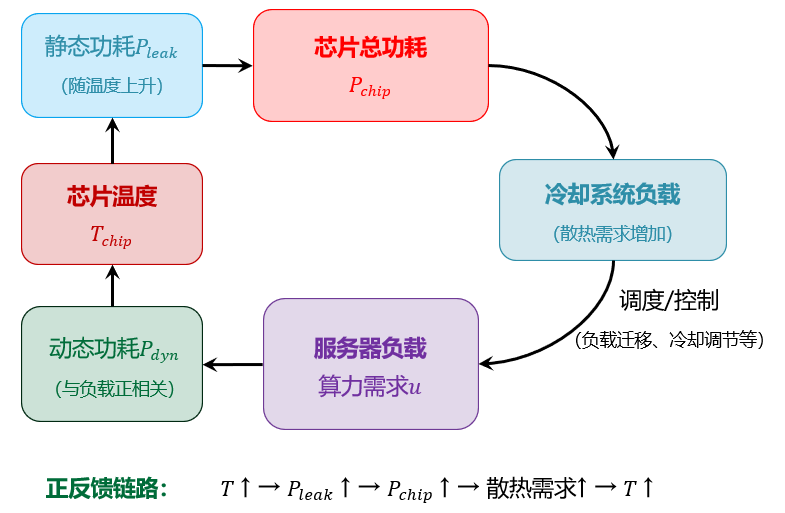 静态功耗P_leak
（随温度上升）
芯片总功耗
P_chip
芯片温度
T_chip
冷却系统负载
（散热需求增加）
调度/控制
（负载迁移、冷却调节等）
动态功耗P_dyn
（与负载正相关）
服务器负载
算力需求u
正反馈链路： T ↑ → P_leak ↑ → P_chip ↑ → 散热需求↑ → T ↑